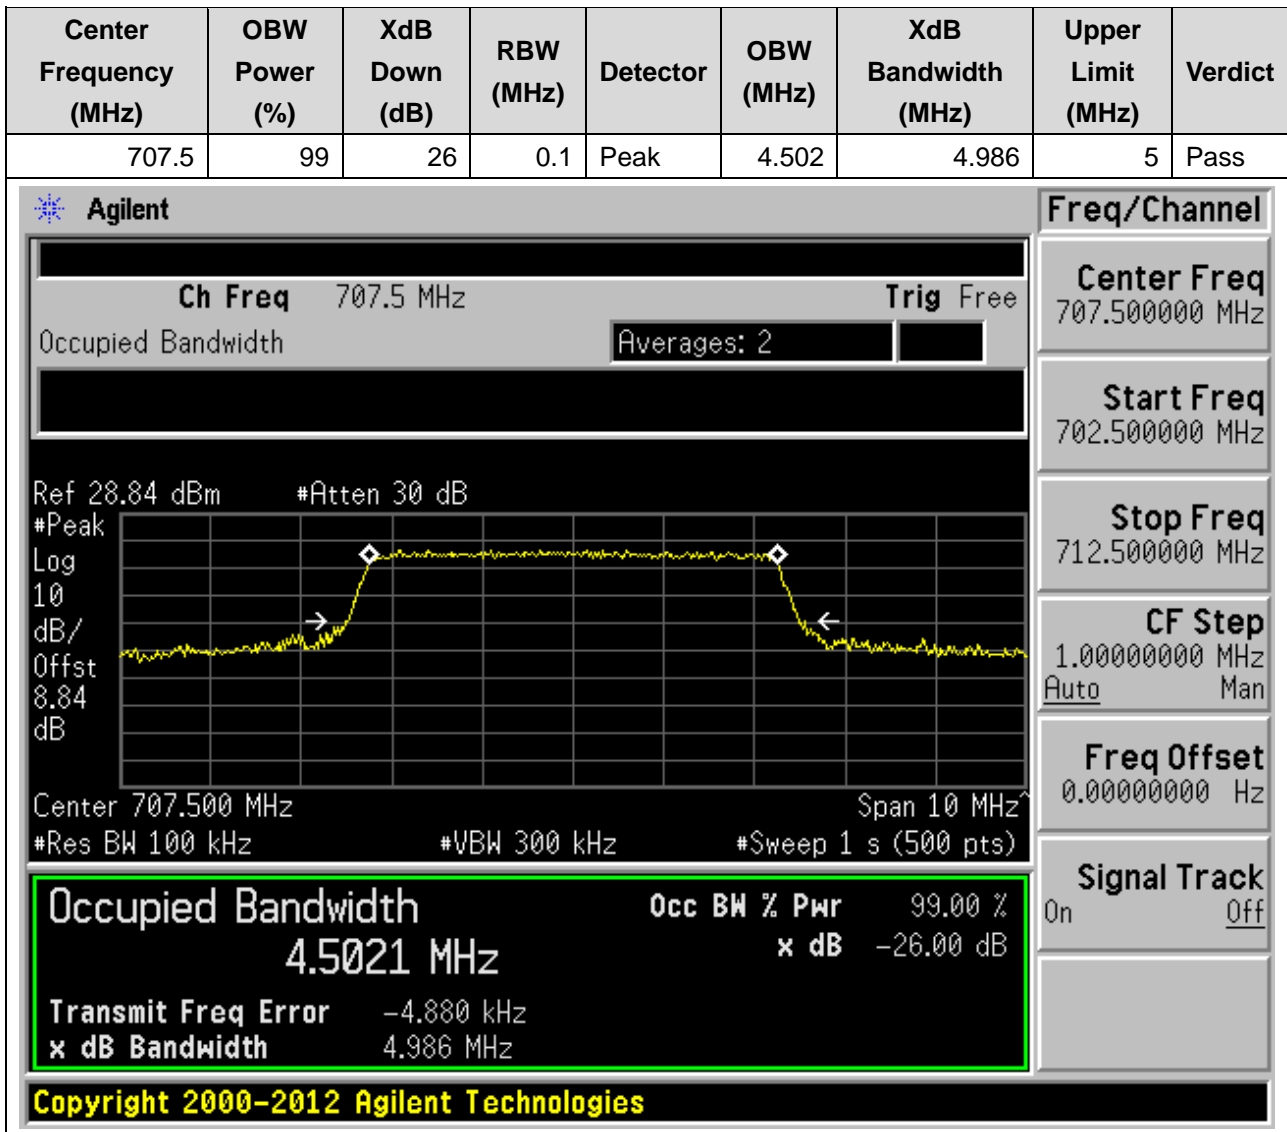 Center Frequency (MHz) OBW Power (%) XdB Down (dB) RBW (MHz) Detector OBW (MHz) XdB Bandwidth (MHz) Upper Limit (MHz) Verdict
707.5 99 26 0.1 Peak 4.502 4.986 5 Pass
Agilent
Freq/Channel
Ch Freq 707.5 MHz Trig Free
Occupied Bandwidth Averages: 2
Center Freq
707.500000 MHz
Start Freq
702.500000 MHz
Stop Freq
712.500000 MHz
CF Step
1.00000000 MHz
Auto Man
Freq Offset
0.00000000 Hz
Signal Track
On Off
Ref 28.84 dBm #Atten 30 dB
#Peak
Log
10
dB/
Offst
8.84
dB
Center 707.500 MHz Span 10 MHz^
#Res BW 100 kHz #VBW 300 kHz #Sweep 1 s (500 pts)
Occupied Bandwidth Occ BW % Pwr 99.00 %
4.5021 MHz x dB -26.00 dB
Transmit Freq Error -4.880 kHz
x dB Bandwidth 4.986 MHz
Copyright 2000-2012 Agilent Technologies